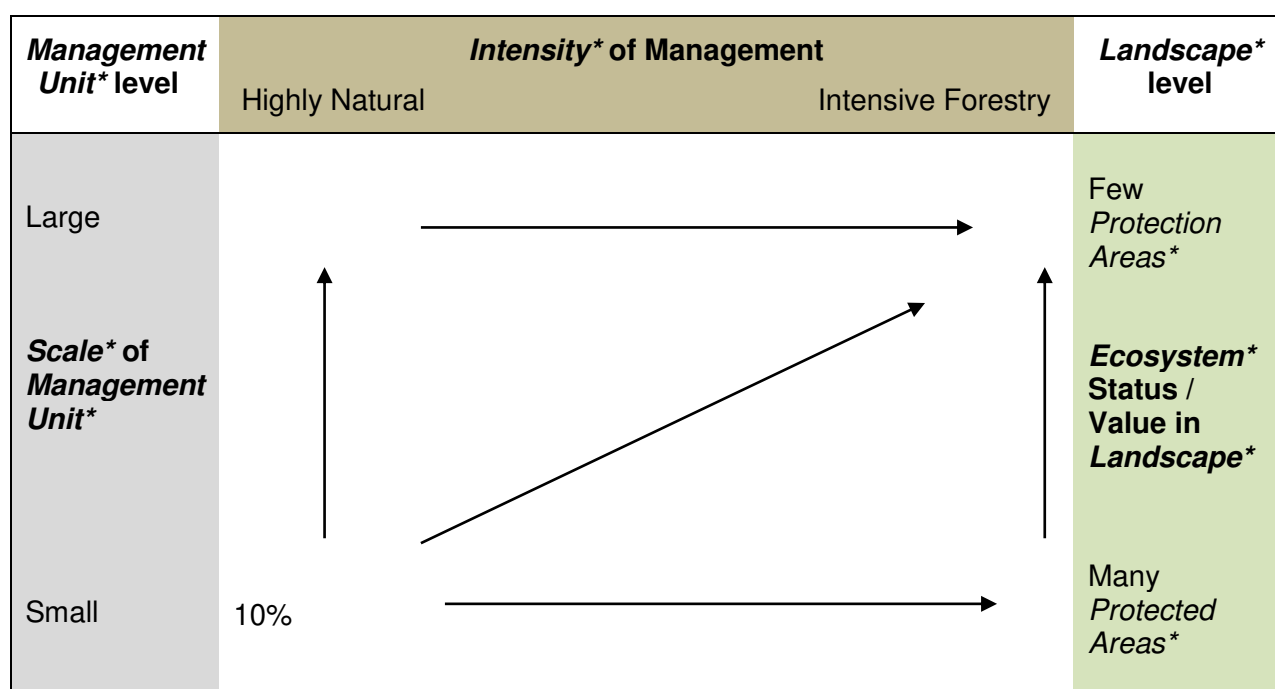 Management
Unit* level
Intensity* of Management
Highly Natural
Intensive Forestry
Landscape*
level
Large
Few
Protection
Areas*
Scale* of
Management
Unit*
Ecosystem*
Status /
Value in
Landscape*
Small
10%
Many
Protected
Areas*